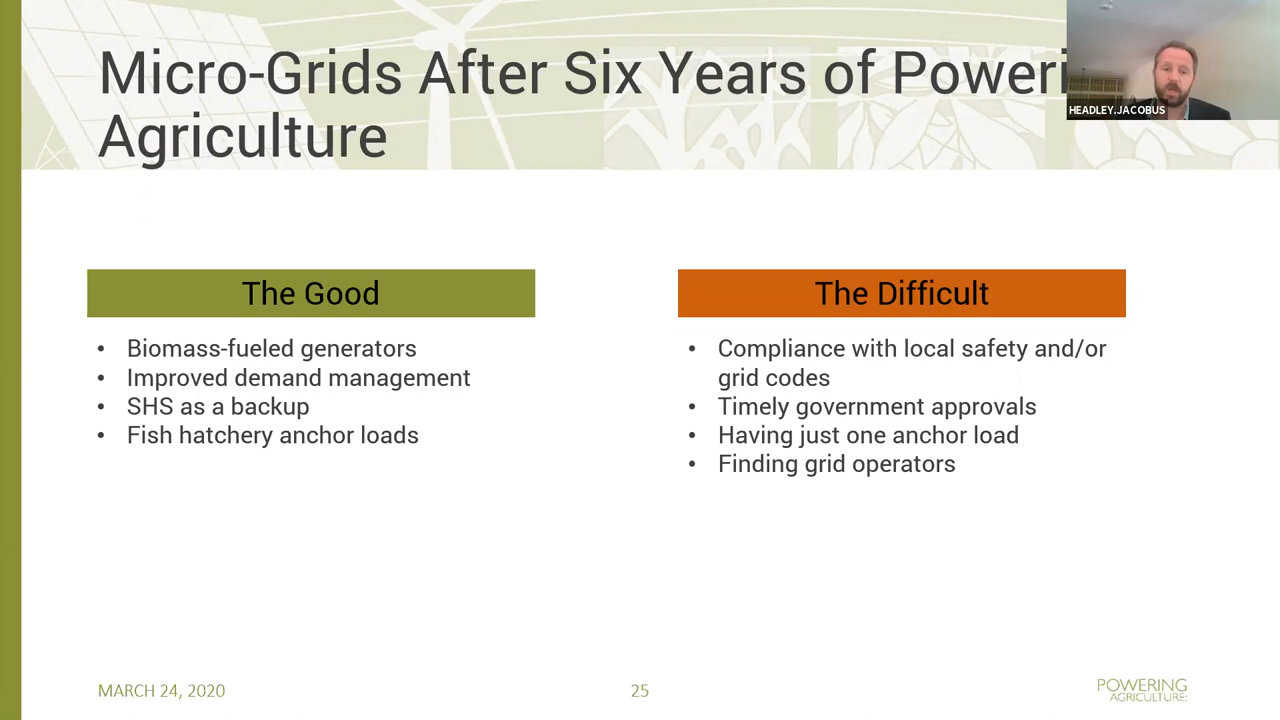 Micro-Grids After Six Years of Poweri
Agriculture
HEADLEY.JACOBUS
The Good
• Biomass-fueled generators
• Improved demand management
• SHS as a backup
• Fish hatchery anchor loads
The Difficult
• Compliance with local safety and/or
grid codes
• Timely government approvals
• Having just one anchor load
• Finding grid operators
MARCH 24, 2020
25
POWERING
AGRICULTURE: